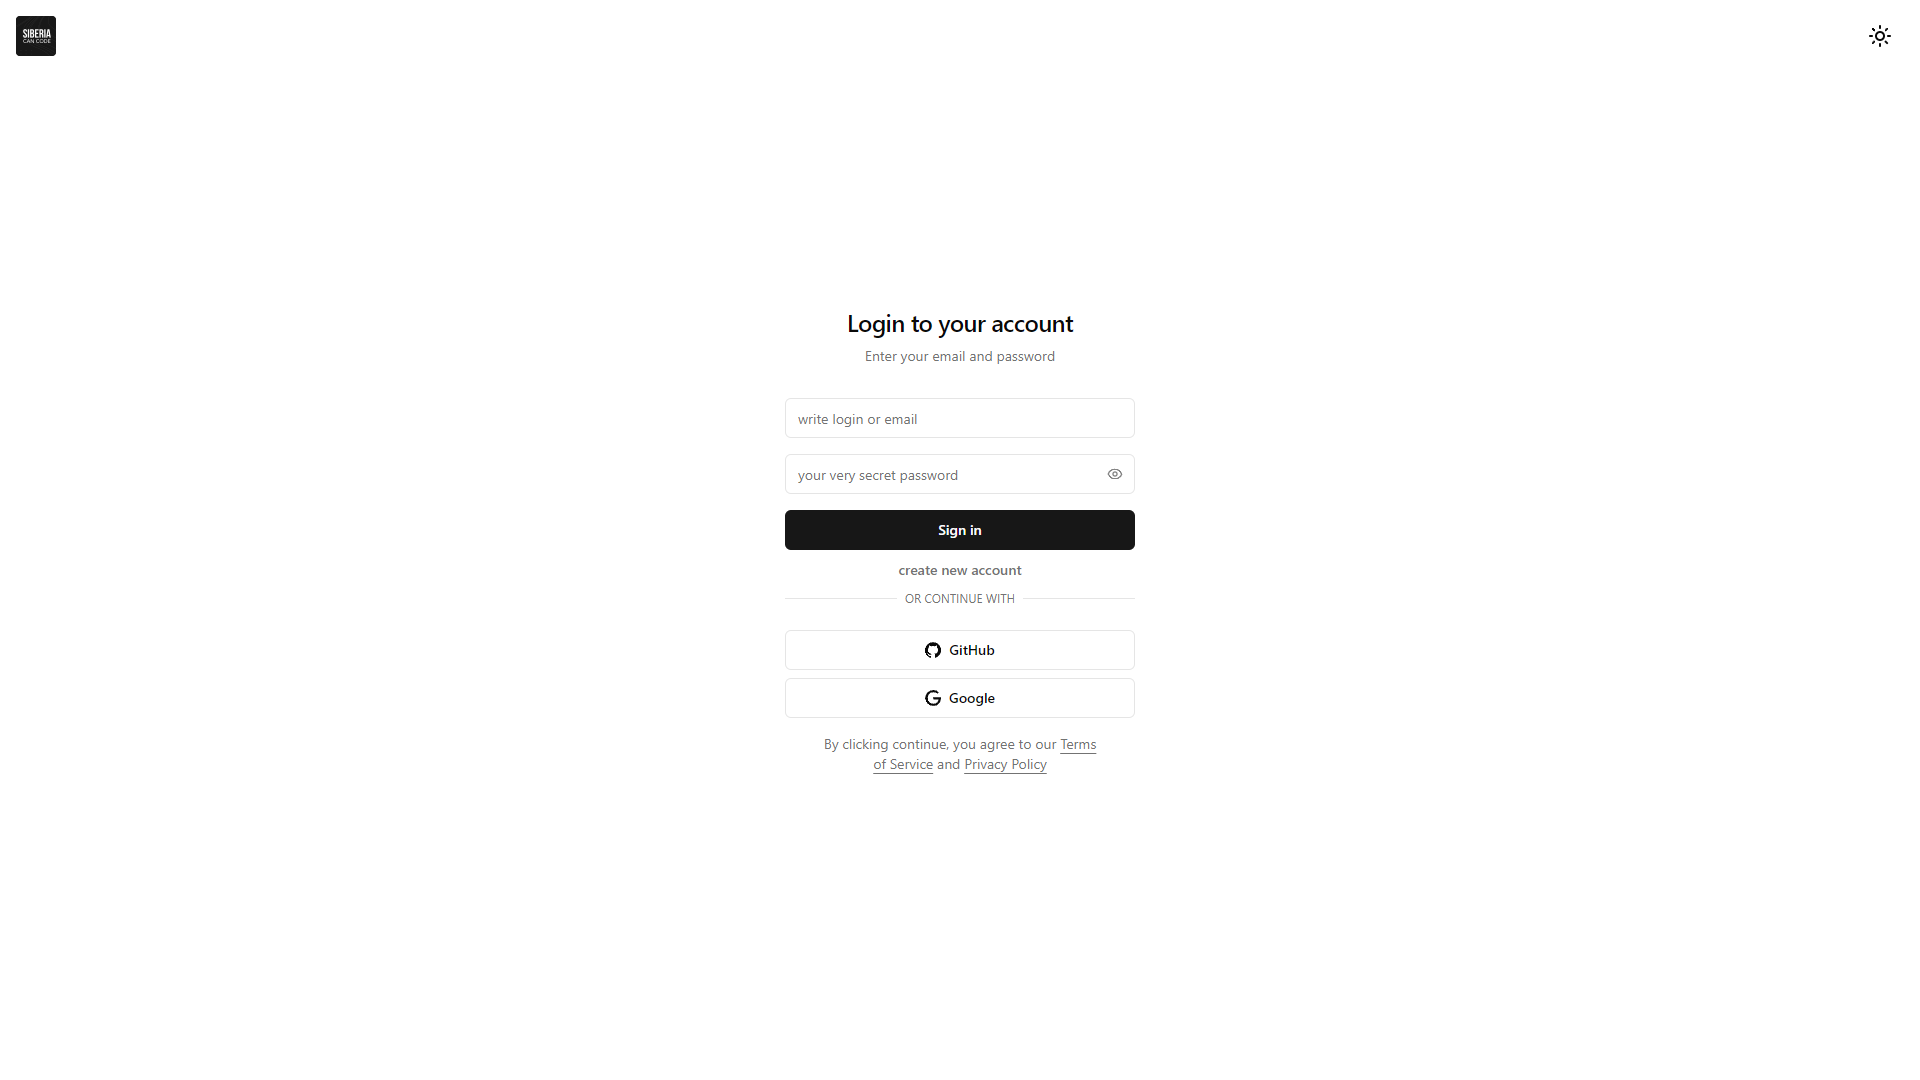 SIBERIA
CAN CODE
Login to your account
Enter your email and password
write login or email
your very secret password
Sign in
create new account
OR CONTINUE WITH
GitHub
Google
By clicking continue, you agree to our Terms
of Service and Privacy Policy